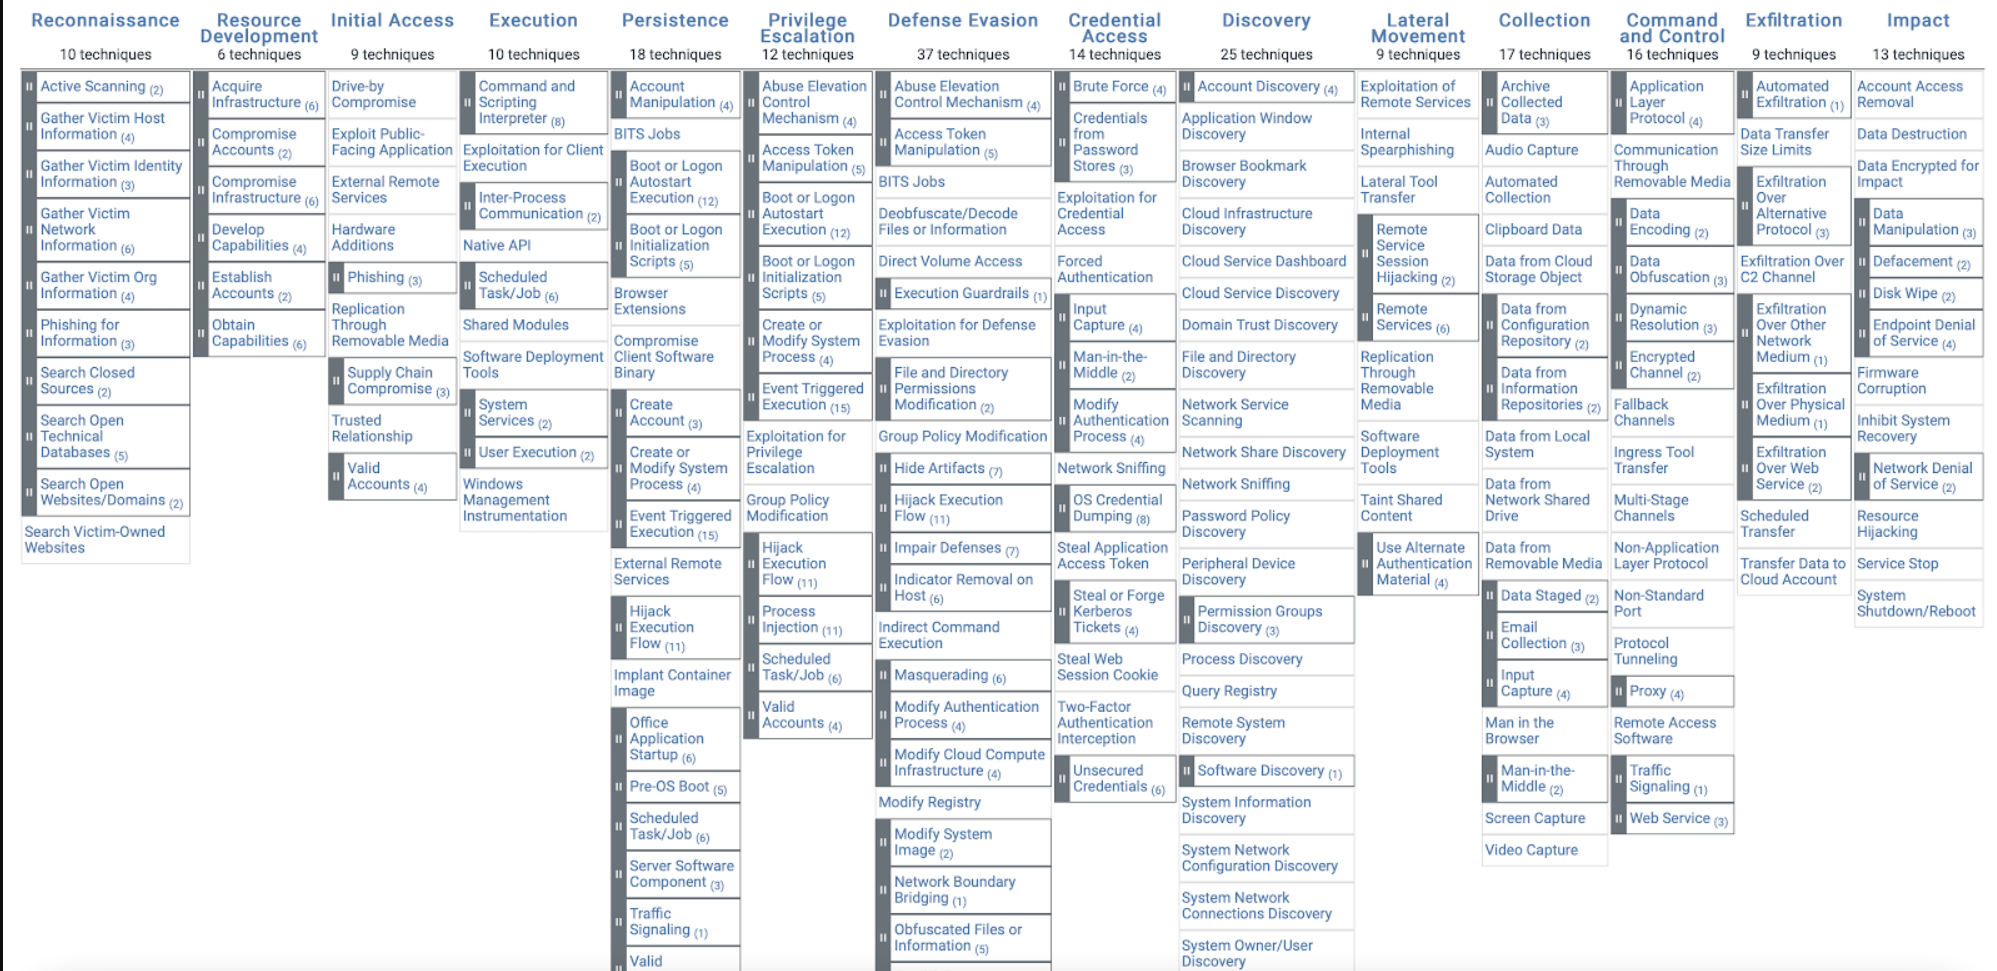 Reconnaissance
10 techniques
Active Scanning (2)
Gather Victim Host
Information (4)
Gather Victim Identity
Information (3)
Gather Victim
Network
Information (6)
Gather Victim Org
Information (4)
Phishing for
Information (3)
Search Closed
Sources (2)
Search Open
Technical
Databases (5)
Search Open
Websites/Domains (2)
Search Victim-Owned
Websites
Resource
Development
6 techniques
Acquire
Infrastructure (6)
Compromise
Accounts (2)
Compromise
Infrastructure (6)
Develop
Capabilities (4)
Establish
Accounts (2)
Obtain
Capabilities (6)
Initial Access
9 techniques
Drive-by
Compromise
Exploit Public-
Facing Application
External Remote
Services
Hardware
Additions
Phishing (3)
Replication
Through
Removable Media
Supply Chain
Compromise (3)
Trusted
Relationship
Valid
Accounts (4)
Execution
10 techniques
Command and
Scripting
Interpreter (8)
Exploitation for Client
Execution
Inter-Process
Communication (2)
Native API
Scheduled
Task/Job (6)
Shared Modules
Software Deployment
Tools
System
Services (2)
User Execution (2)
Windows
Management
Instrumentation
Persistence
18 techniques
Account
Manipulation (4)
BITS Jobs
Boot or Logon
Autostart
Execution (12)
Boot or Logon
Initialization
Scripts (5)
Browser
Extensions
Compromise
Client Software
Binary
Create
Account (3)
Create or
Modify System
Process (4)
Event Triggered
Execution (15)
External Remote
Services
Hijack
Execution
Flow (11)
Implant Container
Image
Office
Application
Startup (6)
Pre-OS Boot (5)
Scheduled
Task/Job (6)
Server Software
Component (3)
Traffic
Signaling (1)
Valid
Privilege
Escalation
12 techniques
Abuse Elevation
Control
Mechanism (4)
Access Token
Manipulation (5)
Boot or Logon
Autostart
Execution (12)
Boot or Logon
Initialization
Scripts (5)
Create or
Modify System
Process (4)
Event Triggered
Execution (15)
Exploitation for
Privilege
Escalation
Group Policy
Modification
Hijack
Execution
Flow (11)
Process
Injection (11)
Scheduled
Task/Job (6)
Valid
Accounts (4)
Defense Evasion
37 techniques
Abuse Elevation
Control Mechanism (4)
Access Token
Manipulation (5)
BITS Jobs
Deobfuscate/Decode
Files or Information
Direct Volume Access
Execution Guardrails (1)
Exploitation for Defense
Evasion
File and Directory
Permissions
Modification (2)
Group Policy Modification
Hide Artifacts (7)
Hijack Execution
Flow (11)
Impair Defenses (7)
Indicator Removal on
Host (6)
Indirect Command
Execution
Masquerading (6)
Modify Authentication
Process (4)
Modify Cloud Compute
Infrastructure (4)
Modify Registry
Modify System
Image (2)
Network Boundary
Bridging (1)
Obfuscated Files or
Information (5)
Credential
Access
14 techniques
Brute Force (4)
Credentials
from
Password
Stores (3)
Exploitation for
Credential
Access
Forced
Authentication
Input
Capture (4)
Man-in-the-
Middle (2)
Modify
Authentication
Process (4)
Network Sniffing
OS Credential
Dumping (8)
Steal Application
Access Token
Steal or Forge
Kerberos
Tickets (4)
Steal Web
Session Cookie
Two-Factor
Authentication
Interception
Unsecured
Credentials (6)
Discovery
25 techniques
Account Discovery (4)
Application Window
Discovery
Browser Bookmark
Discovery
Cloud Infrastructure
Discovery
Cloud Service Dashboard
Cloud Service Discovery
Domain Trust Discovery
File and Directory
Discovery
Network Service
Scanning
Network Share Discovery
Network Sniffing
Password Policy
Discovery
Peripheral Device
Discovery
Permission Groups
Discovery (3)
Process Discovery
Query Registry
Remote System
Discovery
Software Discovery (1)
System Information
Discovery
System Network
Configuration Discovery
System Network
Connections Discovery
System Owner/User
Discovery
Lateral
Movement
9 techniques
Exploitation of
Remote Services
Internal
Spearphishing
Lateral Tool
Transfer
Remote
Service
Session
Hijacking (2)
Remote
Services (6)
Replication
Through
Removable
Media
Software
Deployment
Tools
Taint Shared
Content
Use Alternate
Authentication
Material (4)
Collection
17 techniques
Archive
Collected
Data (3)
Audio Capture
Automated
Collection
Clipboard Data
Data from Cloud
Storage Object
Data from
Configuration
Repository (2)
Data from
Information
Repositories (2)
Data from Local
System
Data from
Network Shared
Drive
Data from
Removable Media
Data Staged (2)
Email
Collection (3)
Input
Capture (4)
Man in the
Browser
Man-in-the-
Middle (2)
Screen Capture
Video Capture
Command
and Control
16 techniques
Application
Layer
Protocol (4)
Communication
Through
Removable Media
Data
Encoding (2)
Data
Obfuscation (3)
Dynamic
Resolution (3)
Encrypted
Channel (2)
Fallback
Channels
Ingress Tool
Transfer
Multi-Stage
Channels
Non-Application
Layer Protocol
Non-Standard
Port
Protocol
Tunneling
Proxy (4)
Remote Access
Software
Traffic
Signaling (1)
Web Service (3)
Exfiltration
9 techniques
Automated
Exfiltration (1)
Data Transfer
Size Limits
Exfiltration
Over
Alternative
Protocol (3)
Exfiltration Over
C2 Channel
Exfiltration
Over Other
Network
Medium (1)
Exfiltration
Over Physical
Medium (1)
Exfiltration
Over Web
Service (2)
Scheduled
Transfer
Transfer Data to
Cloud Account
Impact
13 techniques
Account Access
Removal
Data Destruction
Data Encrypted for
Impact
Data
Manipulation (3)
Defacement (2)
Disk Wipe (2)
Endpoint Denial
of Service (4)
Firmware
Corruption
Inhibit System
Recovery
Network Denial
of Service (2)
Resource
Hijacking
Service Stop
System
Shutdown/Reboot